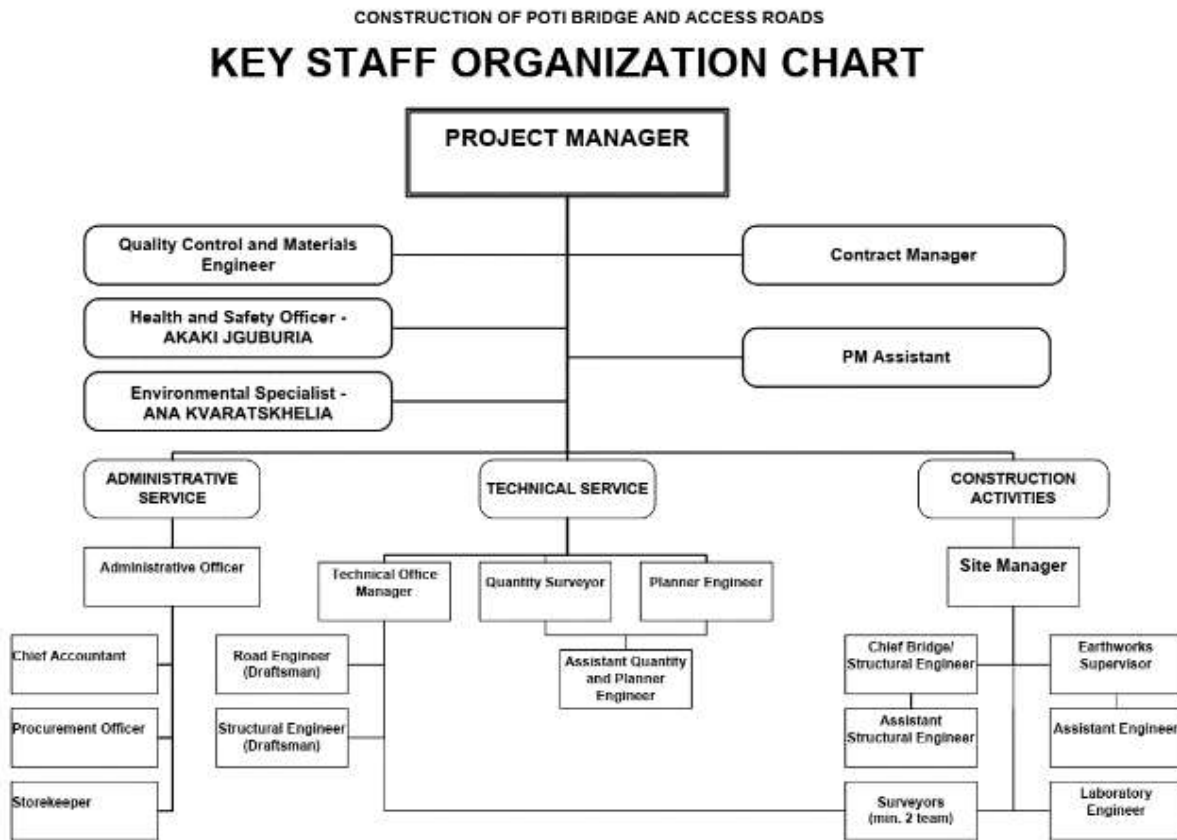 CONSTRUCTION OF POTI BRIDGE AND ACCESS ROADS
KEY STAFF ORGANIZATION CHART
PROJECT MANAGER
Quality Control and Materials
Engineer
Contract Manager
Health and Safety Officer -
AKAKI JGUBURIA
PM Assistant
Environmental Specialist -
ANA KVARATSKHELIA
ADMINISTRATIVE
SERVICE
TECHNICAL SERVICE
CONSTRUCTION
ACTIVITIES
Administrative Officer
Technical Office
Manager
Quantity Surveyor
Planner Engineer
Site Manager
Chief Accountant
Road Engineer
(Draftsman)
Assistant Quantity
and Planner
Engineer
Chief Bridge/
Structural Engineer
Earthworks
Supervisor
Procurement Officer
Structural Engineer
(Draftsman)
Assistant
Structural Engineer
Assistant Engineer
Storekeeper
Surveyors
(min. 2 team)
Laboratory
Engineer